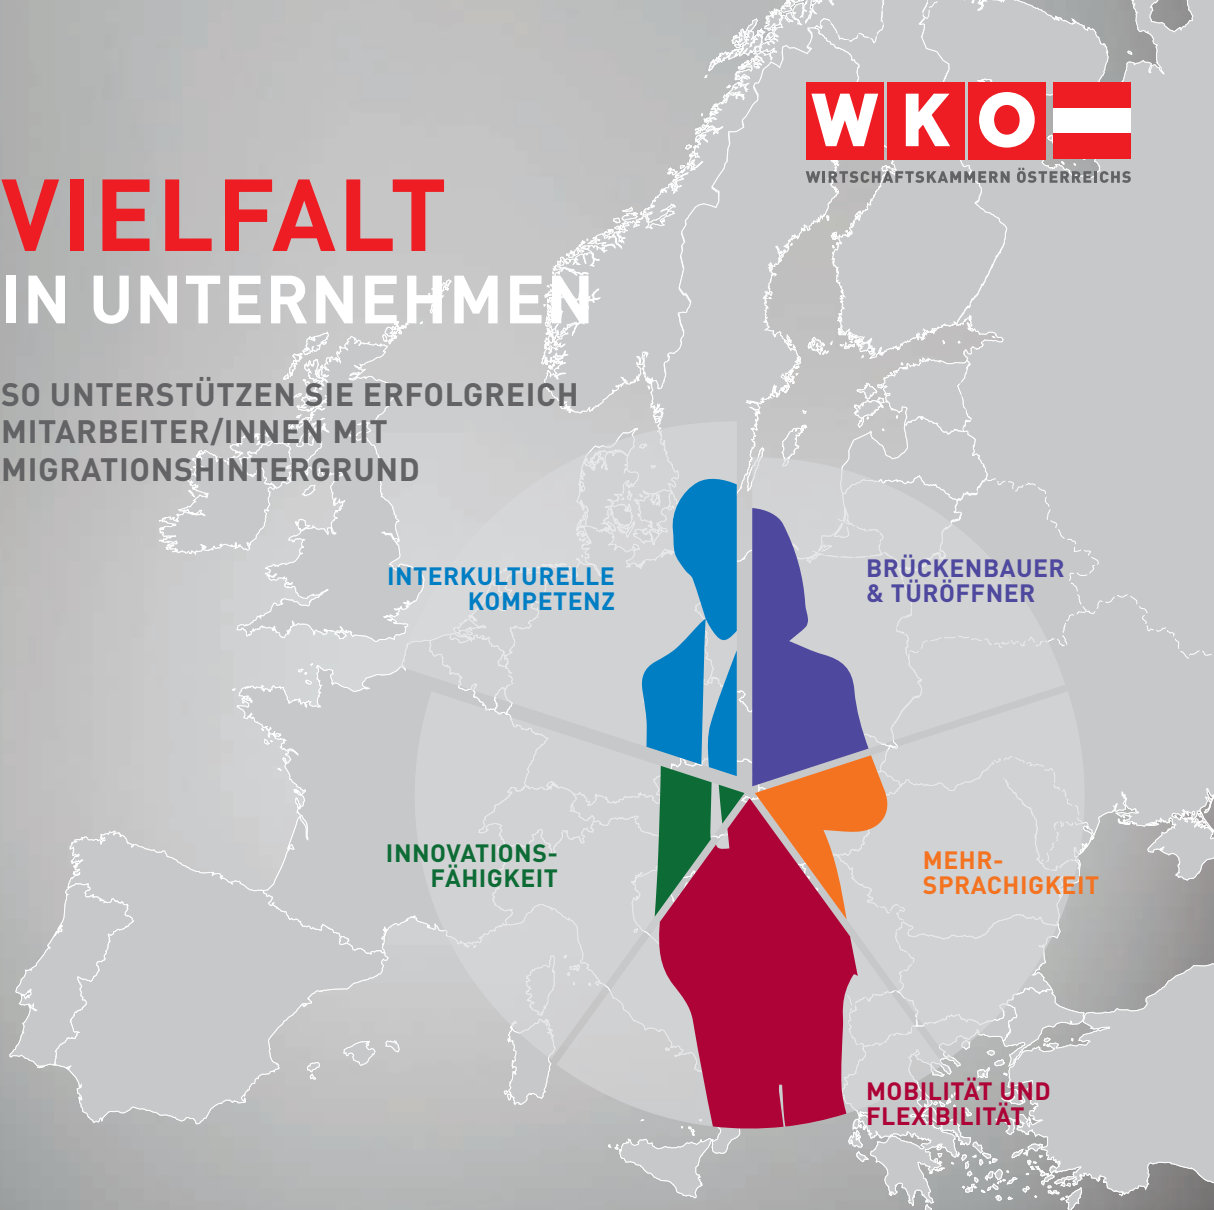 WKO
WIRTSCHAFTSKAMMERN ÖSTERREICHS
VIELFALT
IN UNTERNEHMEN
SO UNTERSTÜTZEN SIE ERFOLGREICH
MITARBEITER/INNEN MIT
MIGRATIONSHINTERGRUND
INTERKULTURELLE
KOMPETENZ
BRÜCKENBAUER
& TÜRÖFFNER
INNOVATIONS-
FÄHIGKEIT
MEHR-
SPRACHIGKEIT
MOBILITÄT UND
FLEXIBILITÄT